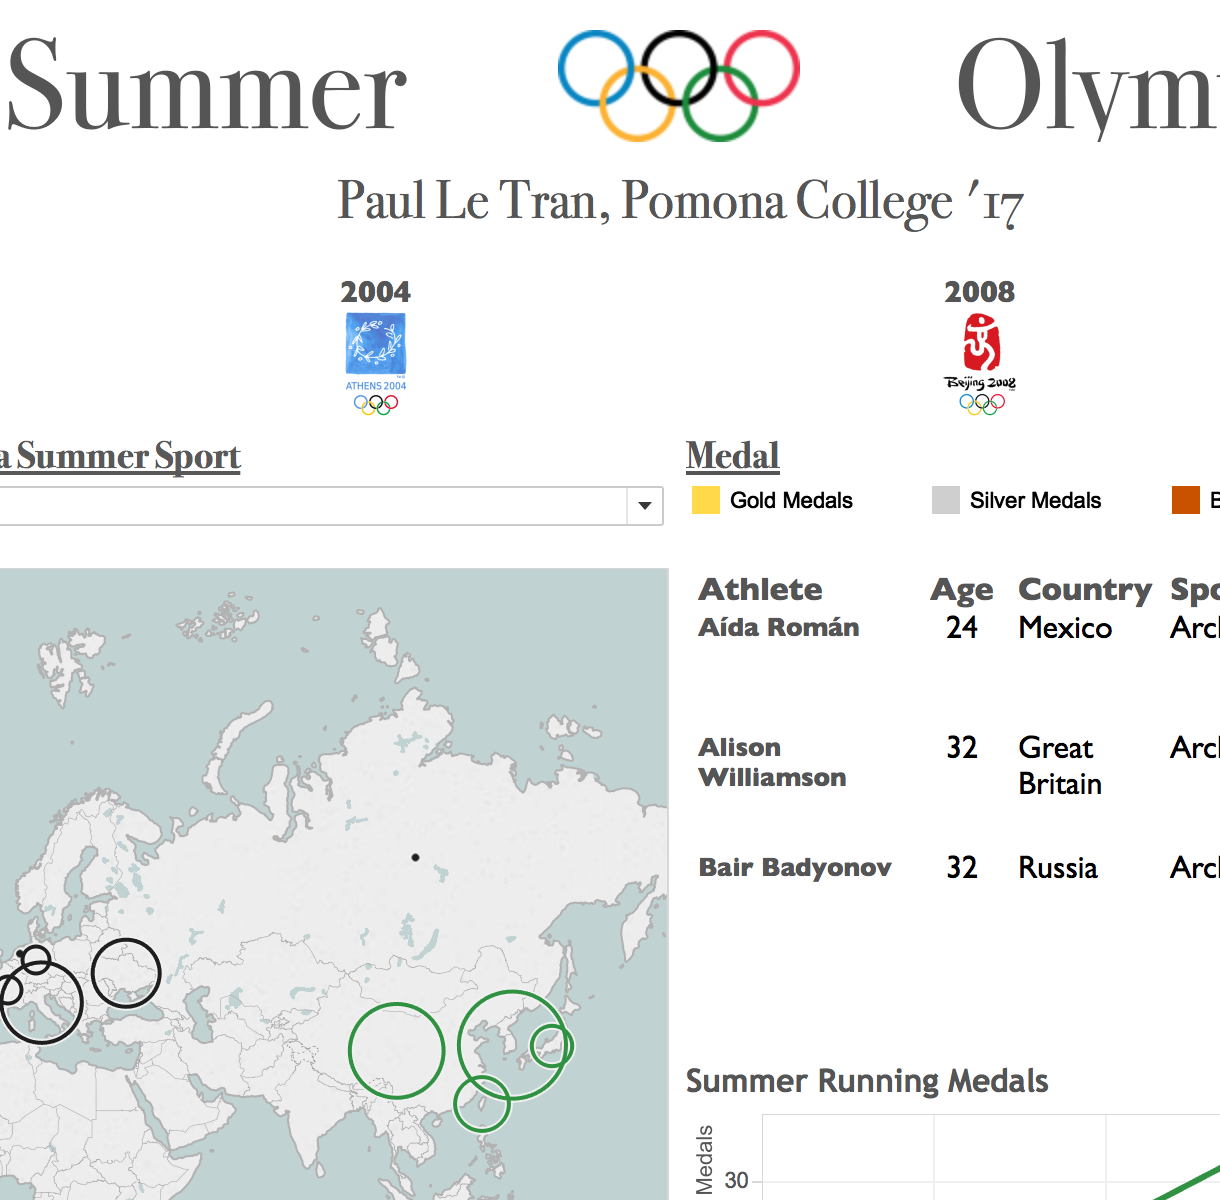 Summer Olym
Paul Le Tran, Pomona College '17
2004 2008
ATHENS 2004 Beijing 2008
a Summer Sport Medal
Gold Medals Silver Medals B
Athlete Age Country Spo
Aída Román 24 Mexico Arc
Alison 32 Great Arc
Williamson Britain
Bair Badyonov 32 Russia Arc
Summer Running Medals
Medals
30